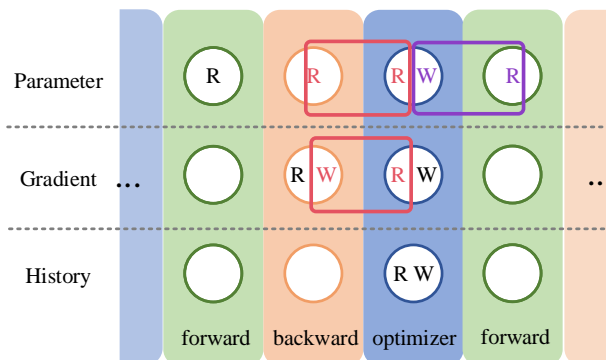 Parameter R R R W R
Gradient ... R W R W ..
History R W
forward backward optimizer forward